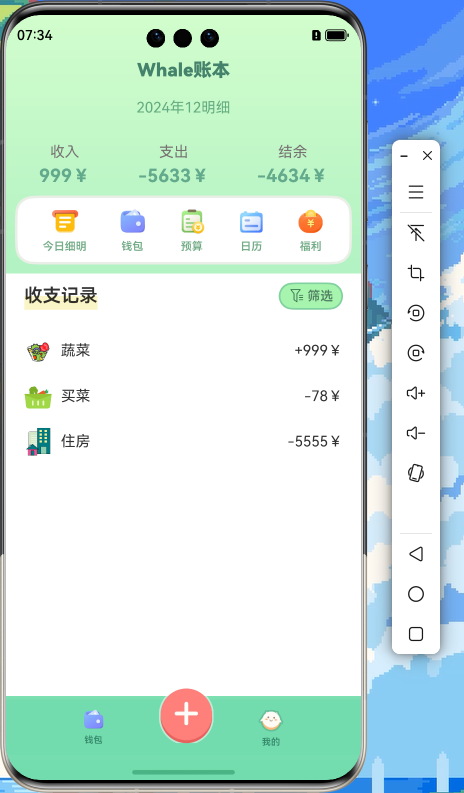 07:34
Whale账本
2024年12明细
收入 支出 结余
999 ¥ -5633 ¥ -4634 ¥
今日细明 钱包 预算 日历 福利
收支记录 筛选
蔬菜 +999 ¥
买菜 -78 ¥
住房 -5555 ¥
钱包 我的